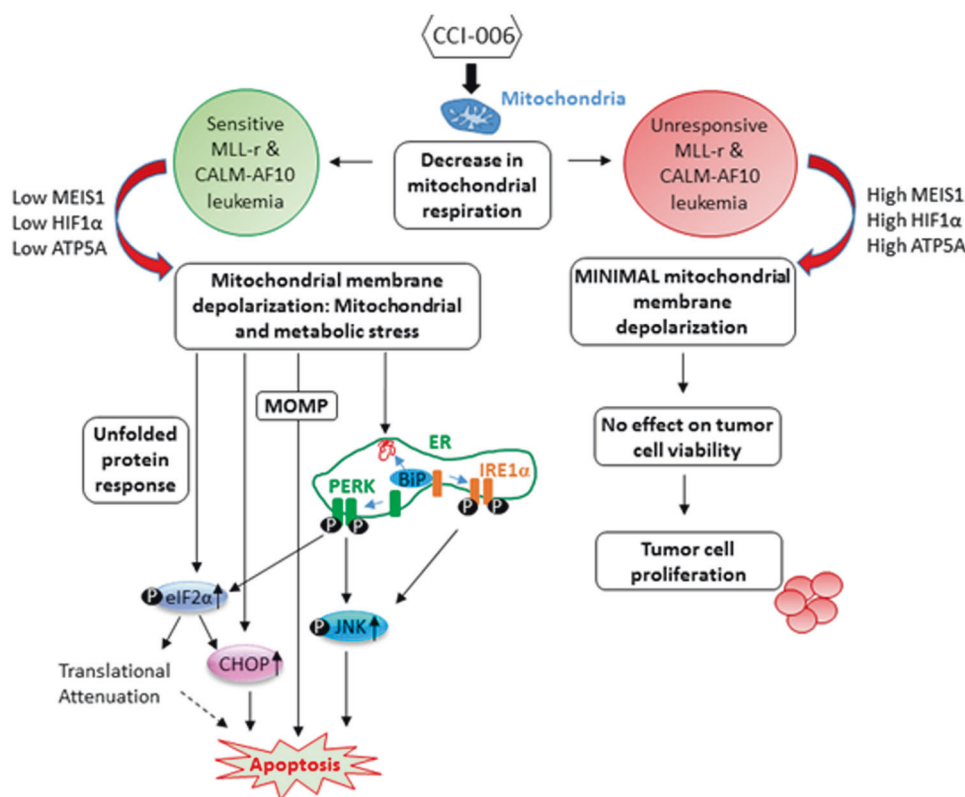 CCI-006
Mitochondria
Sensitive
MLL-r &
CALM-AF10
leukemia
Decrease in
mitochondrial
respiration
Unresponsive
MLL-r &
CALM-AF10
leukemia
Low MEIS1
Low HIF1α
Low ATP5A
High MEIS1
High HIF1α
High ATP5A
Mitochondrial membrane
depolarization: Mitochondrial
and metabolic stress
MINIMAL mitochondrial
membrane
depolarization
MOMP
Unfolded
protein
response
ER
PERK
BiP
IRE1α
P
P
P
P
No effect on tumor
cell viability
Tumor cell
proliferation
P
eIF2α
P
JNK
CHOP
Translational
Attenuation
Apoptosis